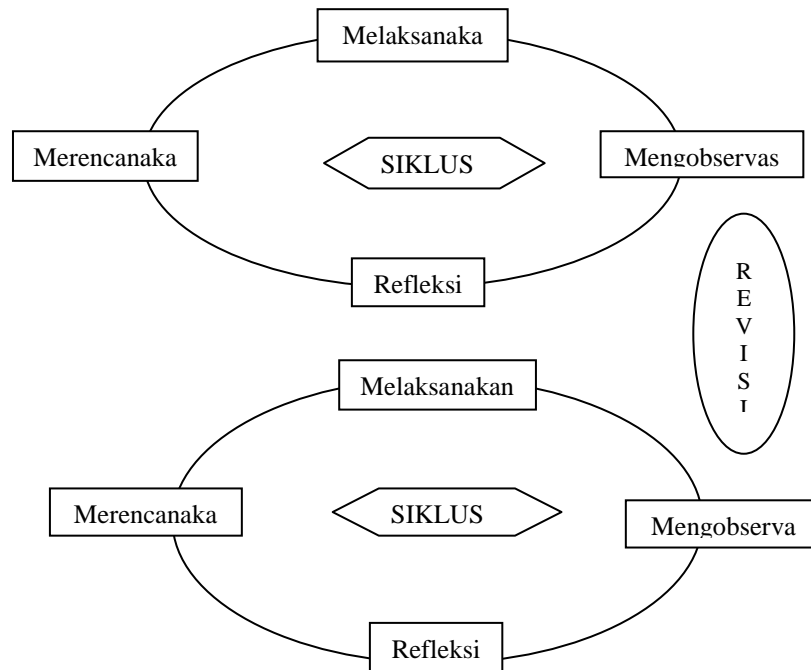 Melaksanaka
Merencanaka
SIKLUS
Mengobservas
Refleksi
R
E
V
I
S
I
Melaksanakan
Merencanaka
SIKLUS
Mengobserva
Refleksi